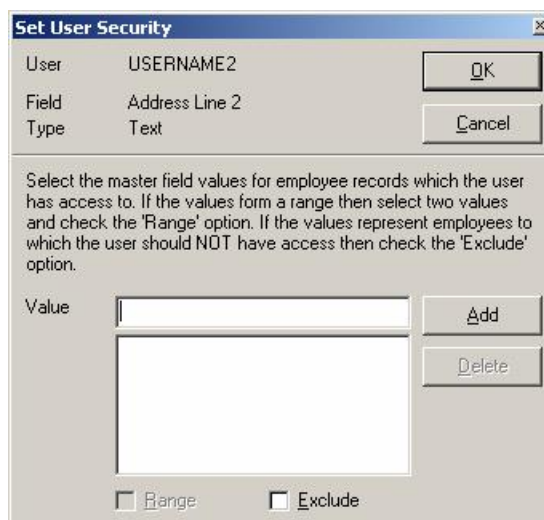 Set User Security
User USERNAME2
OK
Field Address Line 2
Type Text
Cancel
Select the master field values for employee records which the user
has access to. If the values form a range then select two values
and check the 'Range' option. If the values represent employees to
which the user should NOT have access then check the 'Exclude'
option.
Value
Add
Delete
Range Exclude